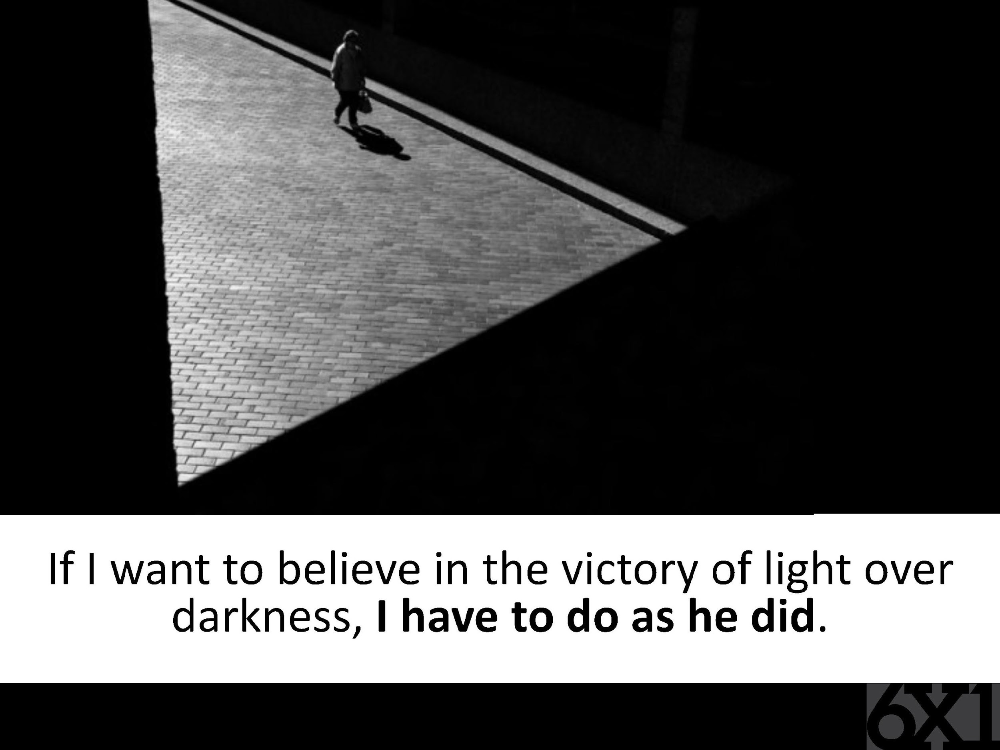 If I want to believe in the victory of light over
darkness, I have to do as he did.
6x1